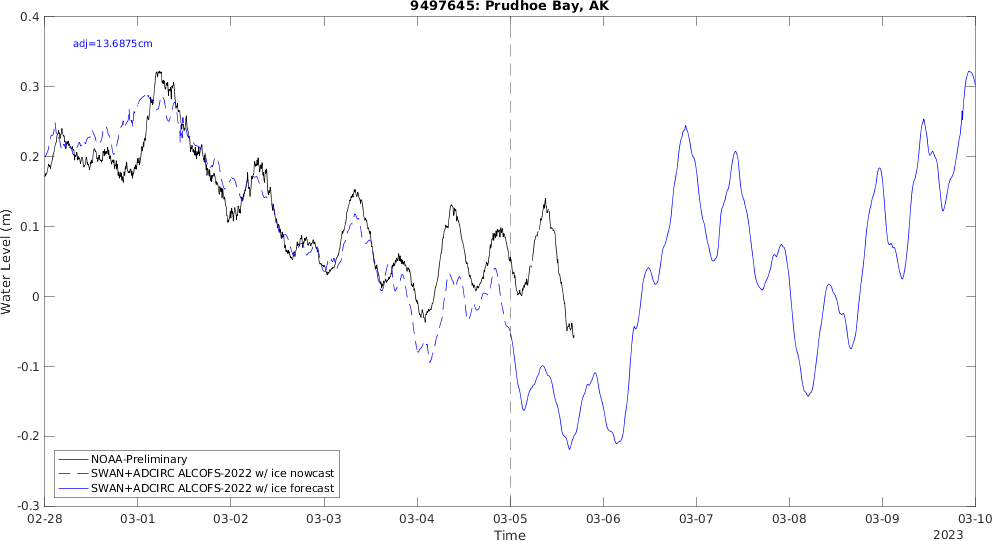 9497645: Prudhoe Bay, AK
adj=13.6875cm
0.4
0.3
0.2
0.1
0
-0.1
-0.2
-0.3
Water Level (m)
NOAA-Preliminary
SWAN+ADCIRC ALCOFS-2022 w/ ice nowcast
SWAN+ADCIRC ALCOFS-2022 w/ ice forecast
02-28 03-01 03-02 03-03 03-04 03-05 03-06 03-07 03-08 03-09 03-10
Time
2023